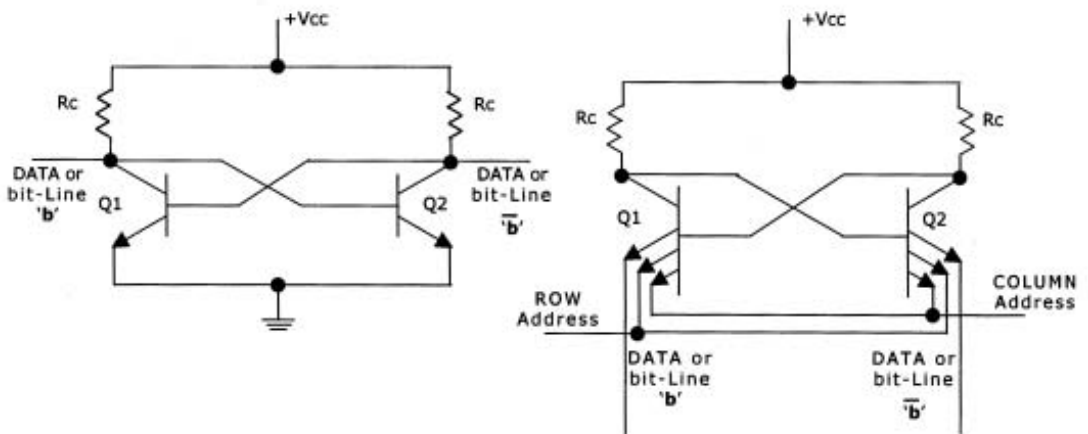 +Vcc
Rc
Rc
DATA or
bit-Line
'b'
Q1
Q2
DATA or
bit-Line
'b̅'
+Vcc
Rc
Rc
Q1
Q2
ROW
Address
COLUMN
Address
DATA or
bit-Line
'b'
DATA or
bit-Line
'b̅'